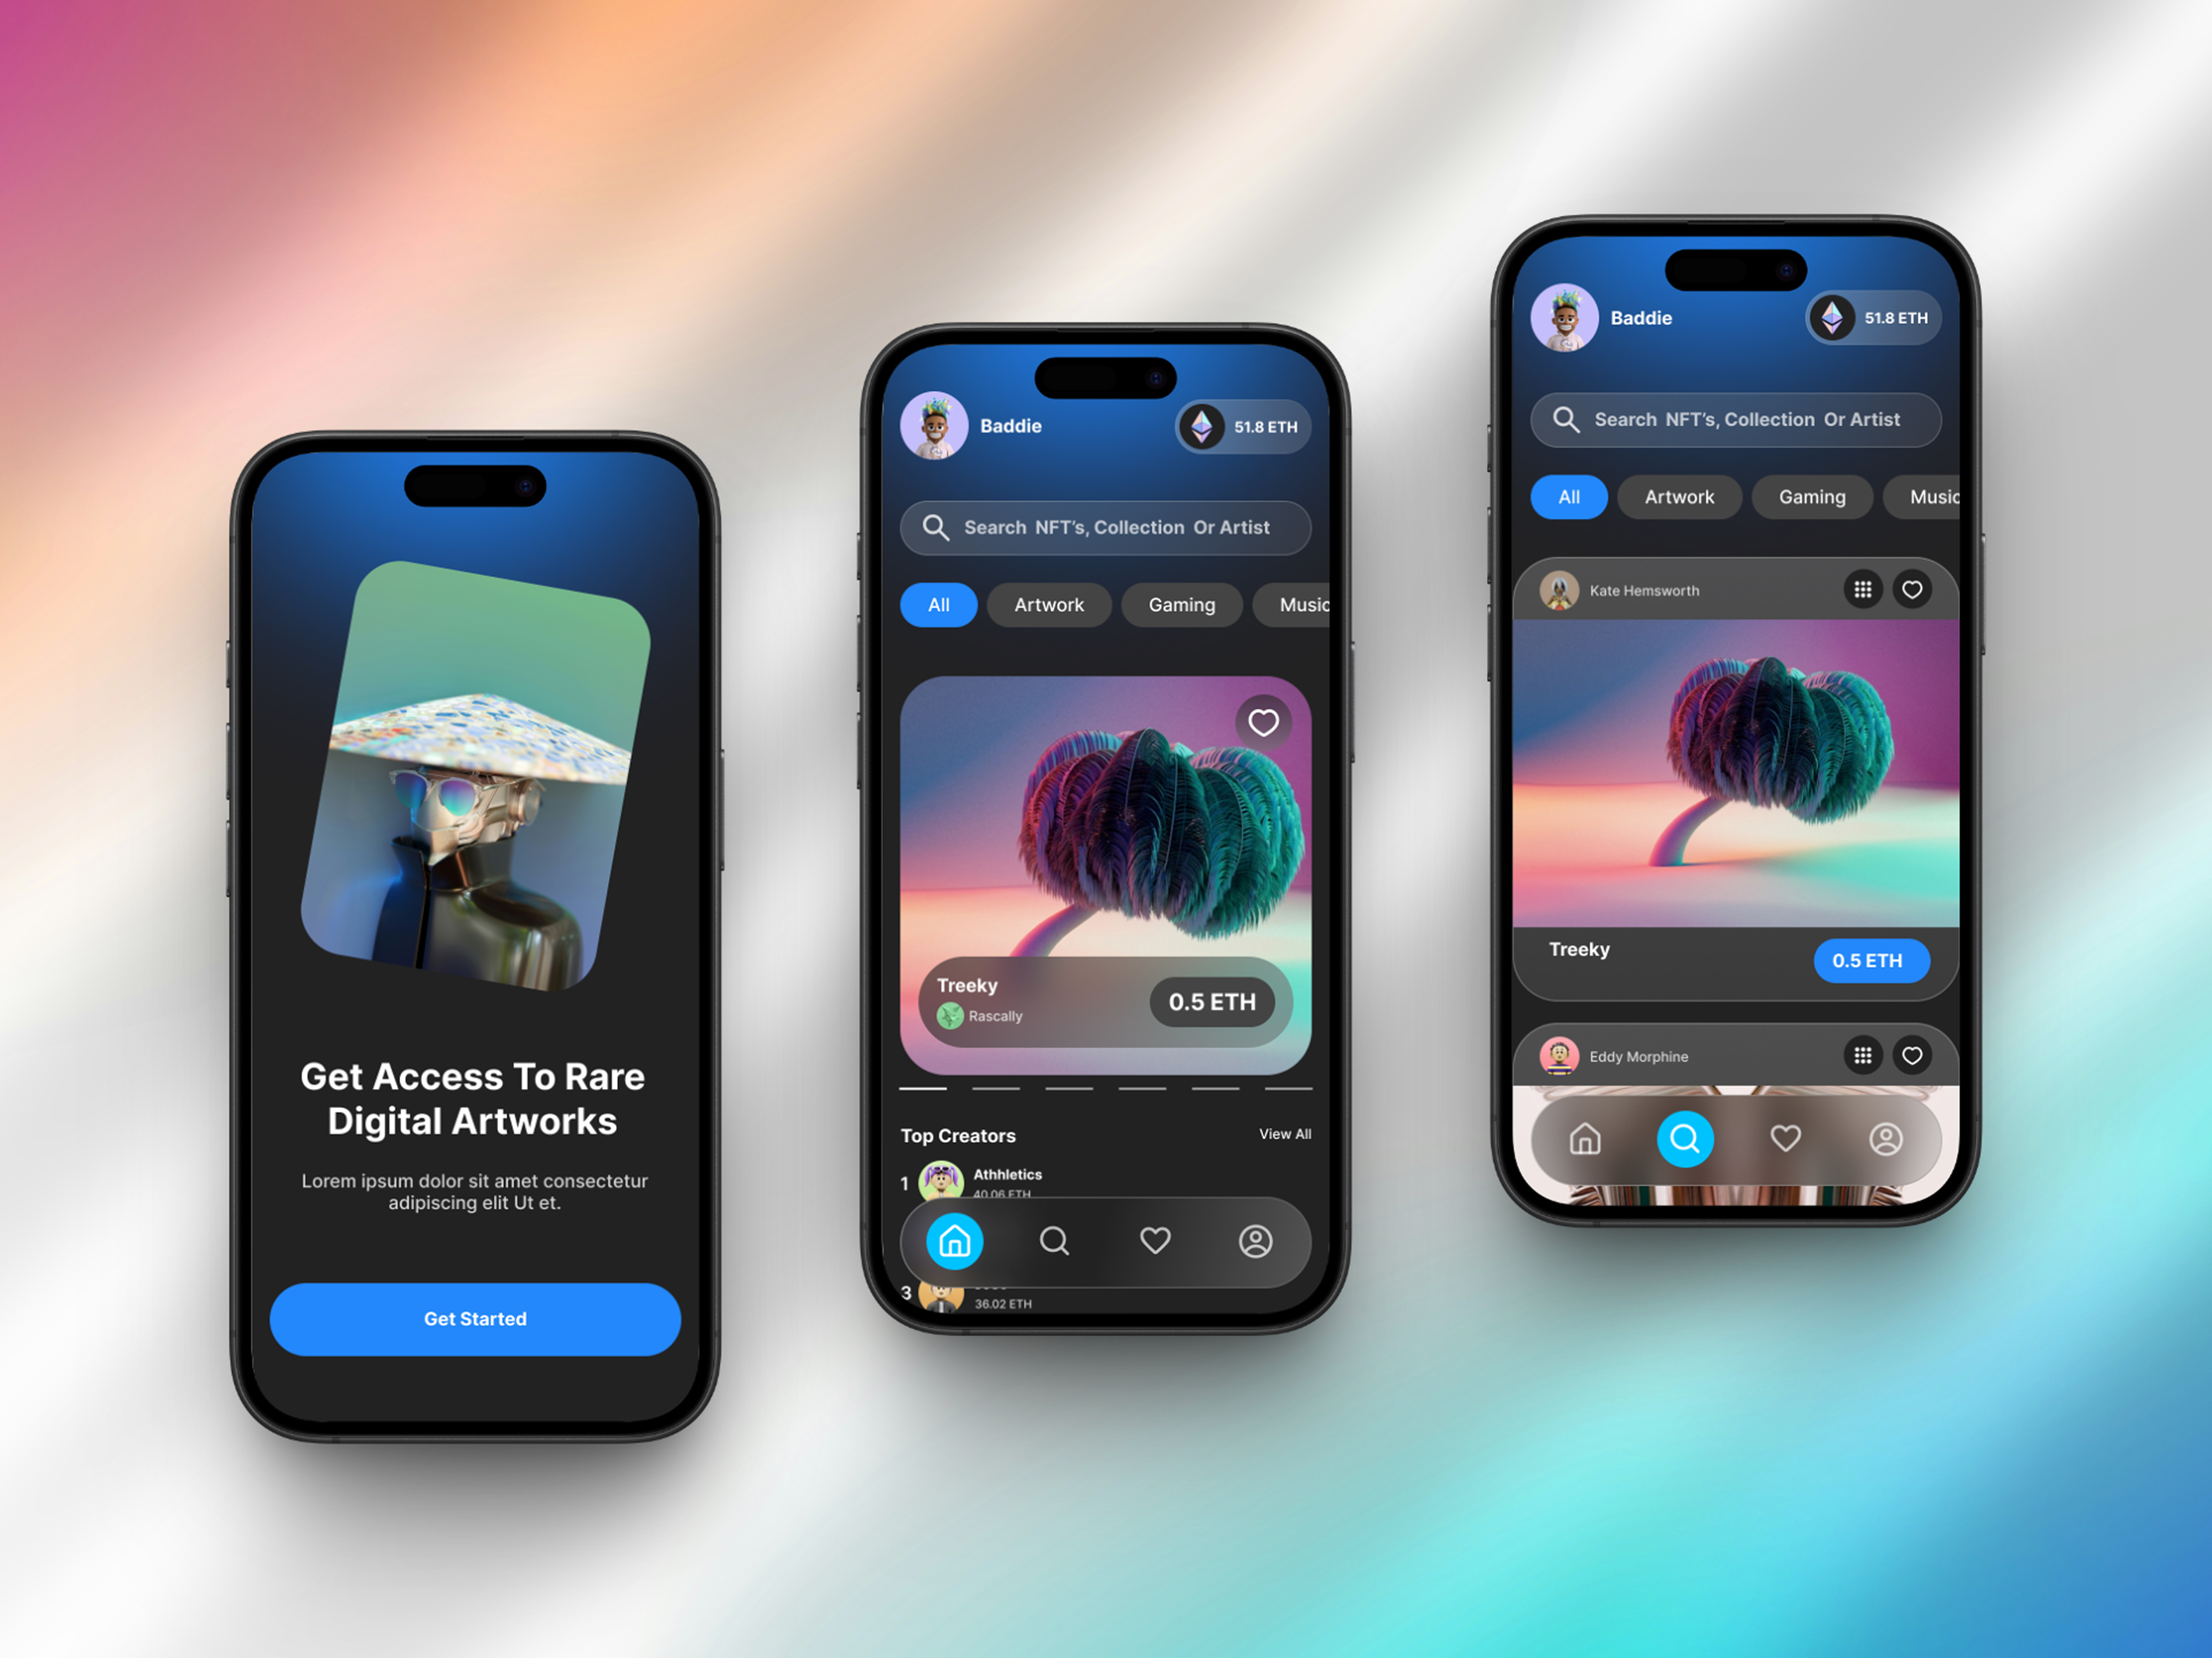 Get Access To Rare
Digital Artworks
Lorem ipsum dolor sit amet consectetur
adipiscing elit Ut et.
Get Started
Baddie
51.8 ETH
Search NFT's, Collection Or Artist
All
Artwork
Gaming
Music
Treeky
Rascally
0.5 ETH
Top Creators
View All
1
Athhletics
40.06 ETH
3
36.02 ETH
Baddie
51.8 ETH
Search NFT's, Collection Or Artist
All
Artwork
Gaming
Music
Kate Hemsworth
Treeky
0.5 ETH
Eddy Morphine